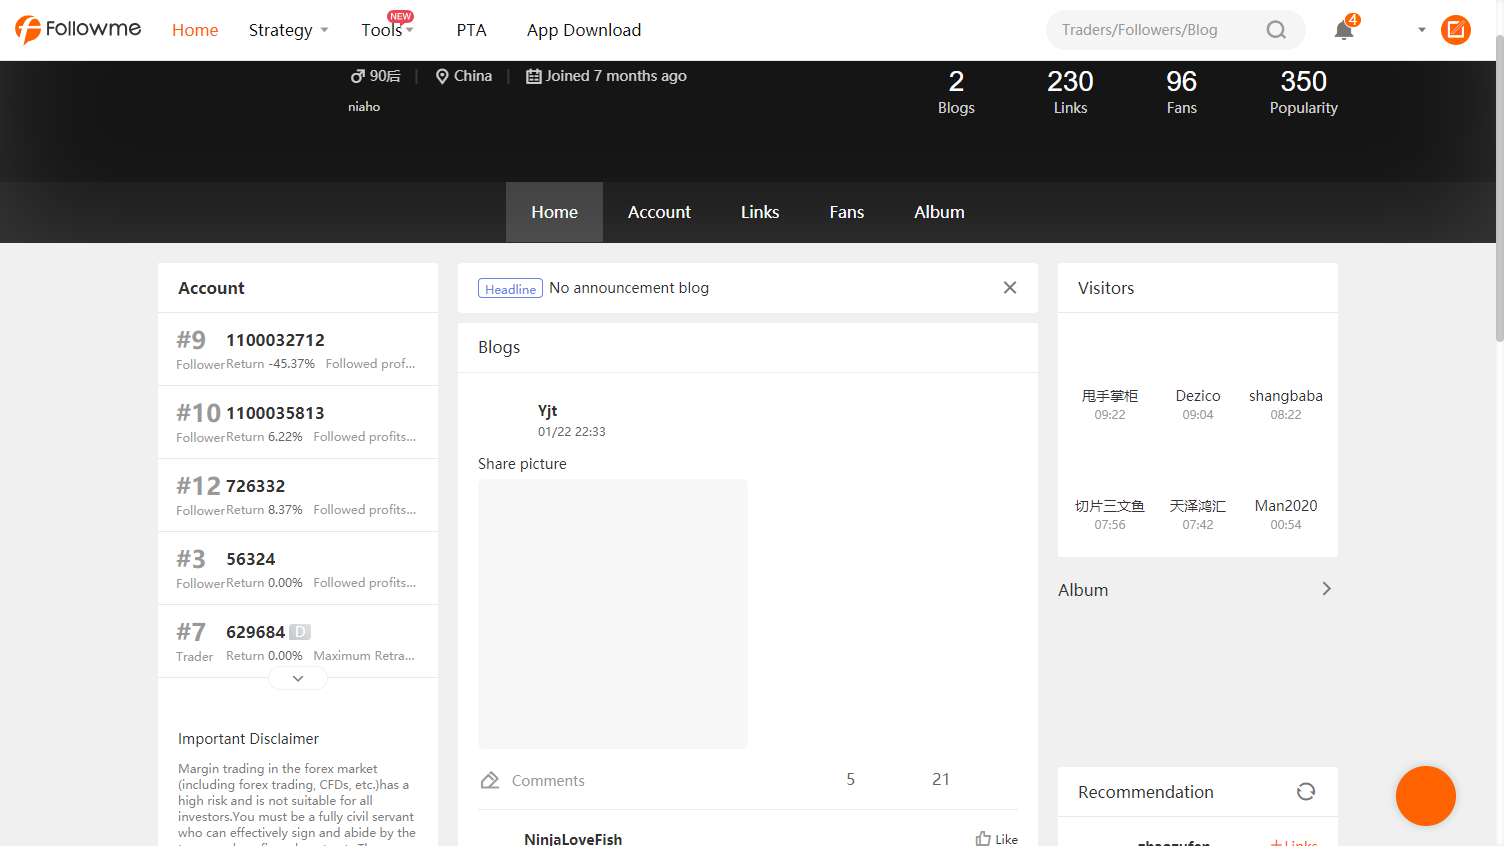 Followme
Home
Strategy
Tools
NEW
PTA
App Download
Traders/Followers/Blog
4
90后
China
Joined 7 months ago
niaho
2
Blogs
230
Links
96
Fans
350
Popularity
Home
Account
Links
Fans
Album
Account
#9 1100032712
Follower Return -45.37% Followed prof...
#10 1100035813
Follower Return 6.22% Followed profits...
#12 726332
Follower Return 8.37% Followed profits...
#3 56324
Follower Return 0.00% Followed profits...
#7 629684 D
Trader Return 0.00% Maximum Retra...
Important Disclaimer
Margin trading in the forex market
(including forex trading, CFDs, etc.)has a
high risk and is not suitable for all
investors.You must be a fully civil servant
who can effectively sign and abide by the
Headline No announcement blog
Blogs
Yjt
01/22 22:33
Share picture
Comments
5
21
NinjaLoveFish
Like
Visitors
甩手掌柜
09:22
Dezico
09:04
shangbaba
08:22
切片三文鱼
07:56
天泽鸿汇
07:42
Man2020
00:54
Album
Recommendation
Links